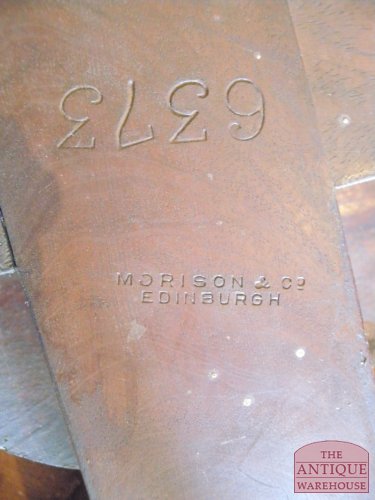 6373
MORISON & Co
EDINBURGH
THE
ANTIQUE
WAREHOUSE